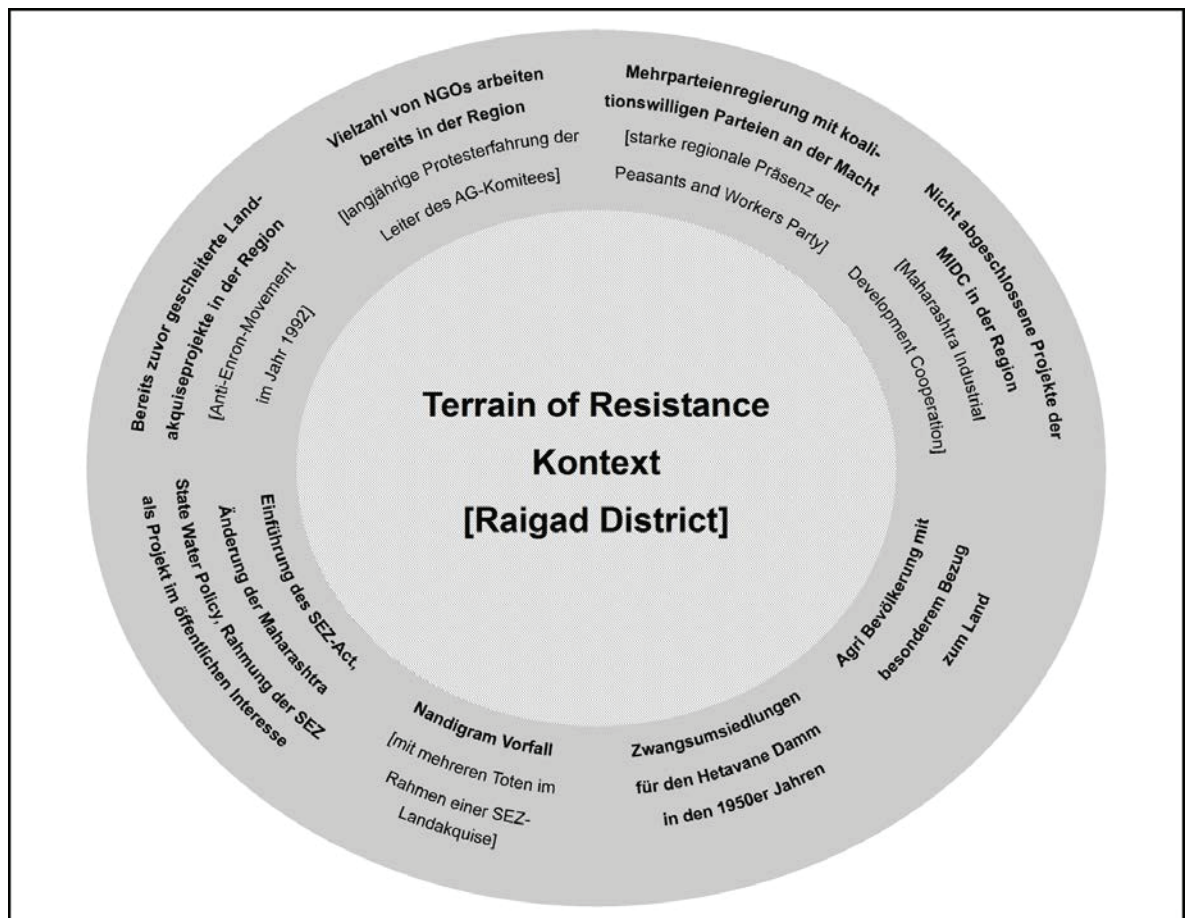 Vielzahl von NGOs arbeiten
bereits in der Region
[langjährige Protesterfahrung der
Leiter des AG-Komitees]
Mehrparteienregierung mit koali-
tionswilligen Parteien an der Macht
[starke regionale Präsenz der
Peasants and Workers Party]
Nicht abgeschlossene Projekte der
MIDC in der Region
[Maharashtra Industrial
Development Cooperation]
Agri Bevölkerung mit
besonderem Bezug
zum Land
Zwangsumsiedlungen
für den Hetavane Damm
in den 1950er Jahren
Nandigram Vorfall
[mit mehreren Toten im
Rahmen einer SEZ-
Landakquise]
Einführung des SEZ-Act,
Änderung der Maharashtra
State Water Policy, Rahmung der SEZ
als Projekt im öffentlichen Interesse
Bereits zuvor gescheiterte Land-
akquiseprojekte in der Region
[Anti-Enron-Movement
im Jahr 1992]
Terrain of Resistance
Kontext
[Raigad District]